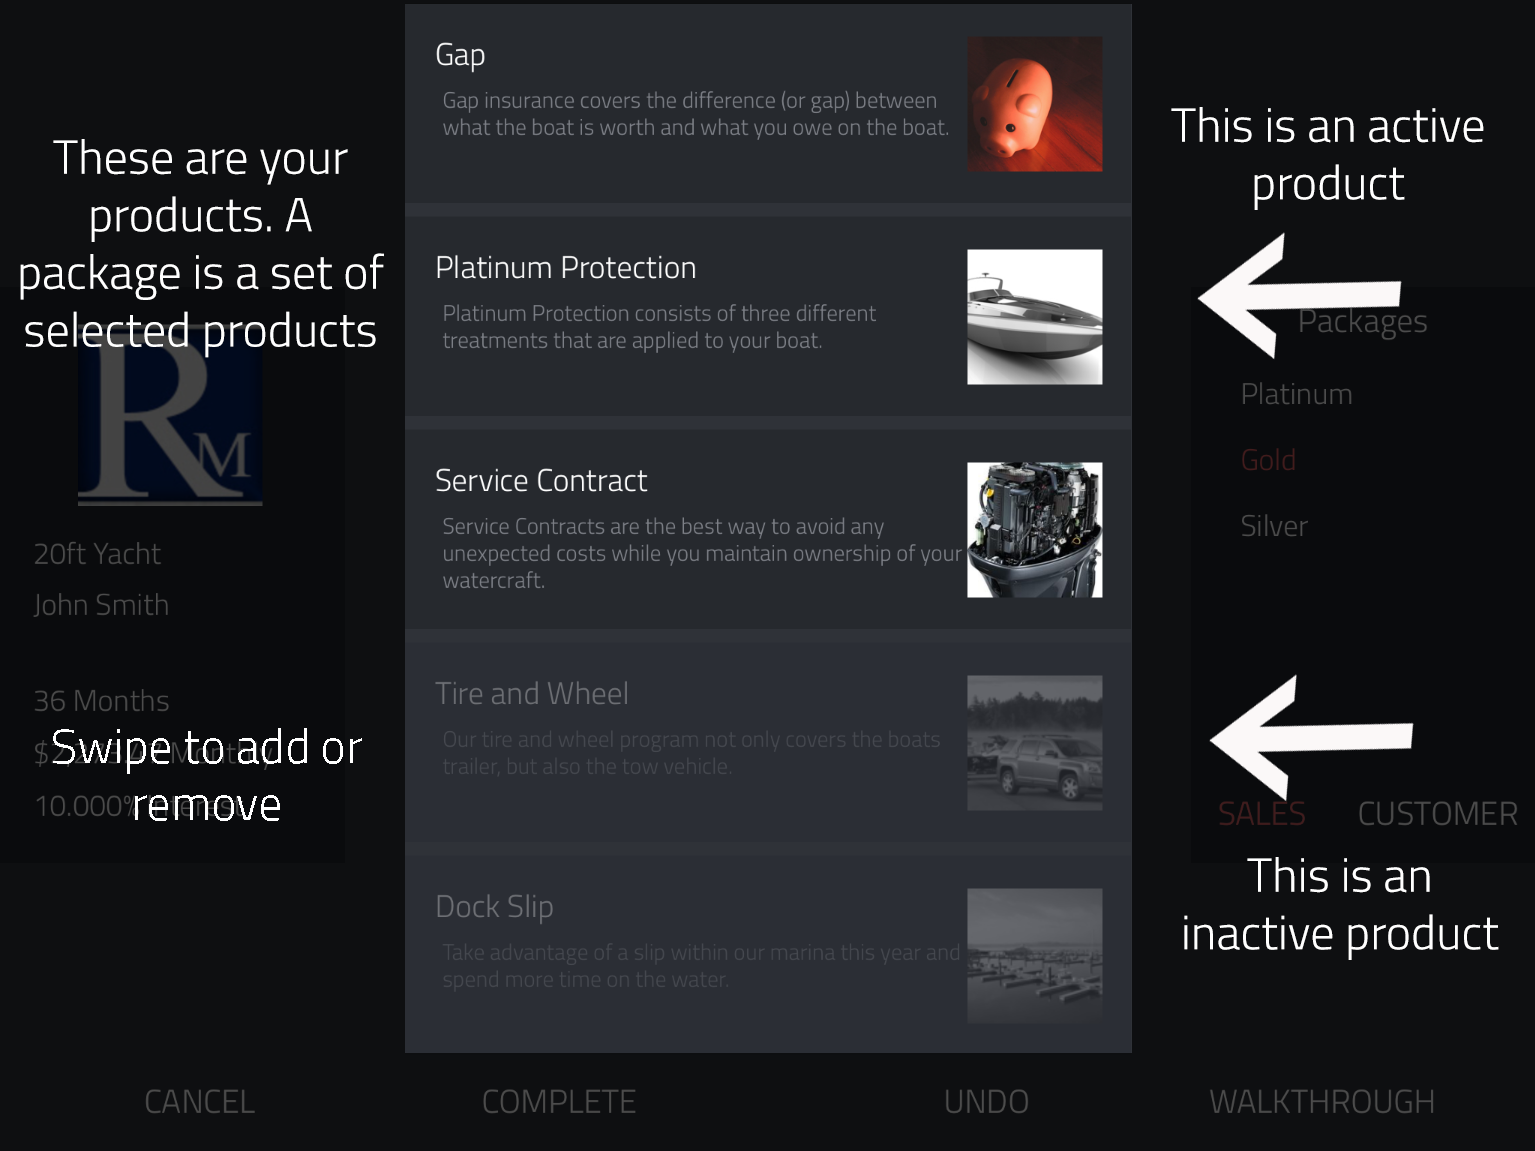 These are your
products. A
package is a set of
selected products
RM
20ft Yacht
John Smith
36 Months
Monthly
10.000% Interest
Swipe to add or
remove
Gap
Gap insurance covers the difference (or gap) between
what the boat is worth and what you owe on the boat.
Platinum Protection
Platinum Protection consists of three different
treatments that are applied to your boat.
Service Contract
Service Contracts are the best way to avoid any
unexpected costs while you maintain ownership of your
watercraft.
Tire and Wheel
Our tire and wheel program not only covers the boats
trailer, but also the tow vehicle.
Dock Slip
Take advantage of a slip within our marina this year and
spend more time on the water.
This is an active
product
Packages
Platinum
Gold
Silver
SALES CUSTOMER
This is an
inactive product
CANCEL COMPLETE UNDO WALKTHROUGH